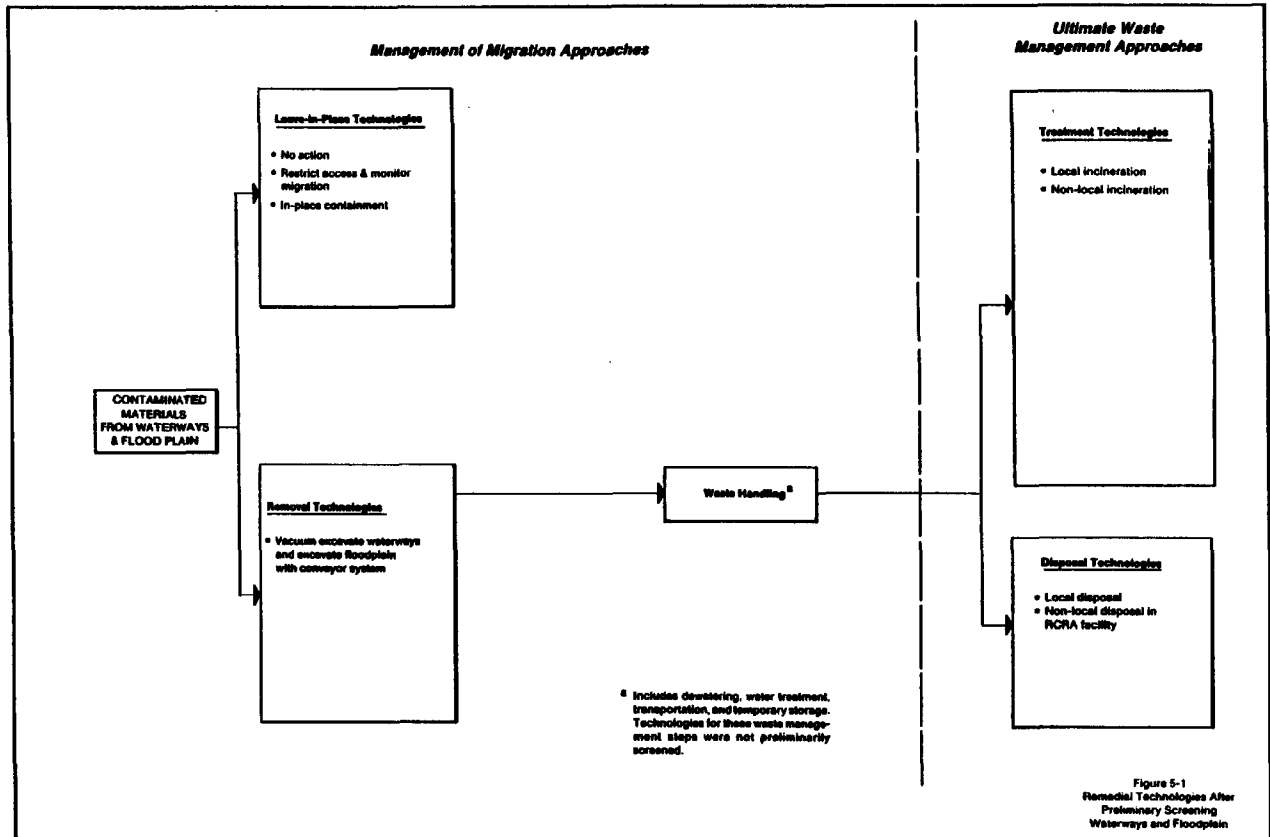 Management of Migration Approaches
Ultimate Waste
Management Approaches
Leave-in-Place Technologies
• No action
• Restrict access & monitor
migration
• In-place containment
Treatment Technologies
• Local incineration
• Non-local incineration
CONTAMINATED
MATERIALS
FROM WATERWAYS
& FLOOD PLAIN
Removal Technologies
• Vacuum excavate waterways
and excavate floodplain
with conveyor system
Waste Handling a
Disposal Technologies
• Local disposal
• Non-local disposal in
RCRA facility
a Includes dewatering, water treatment,
transportation, and temporary storage.
Technologies for these waste manage-
ment steps were not preliminarily
screened.
Figure 5-1
Remedial Technologies After
Preliminary Screening
Waterways and Floodplain